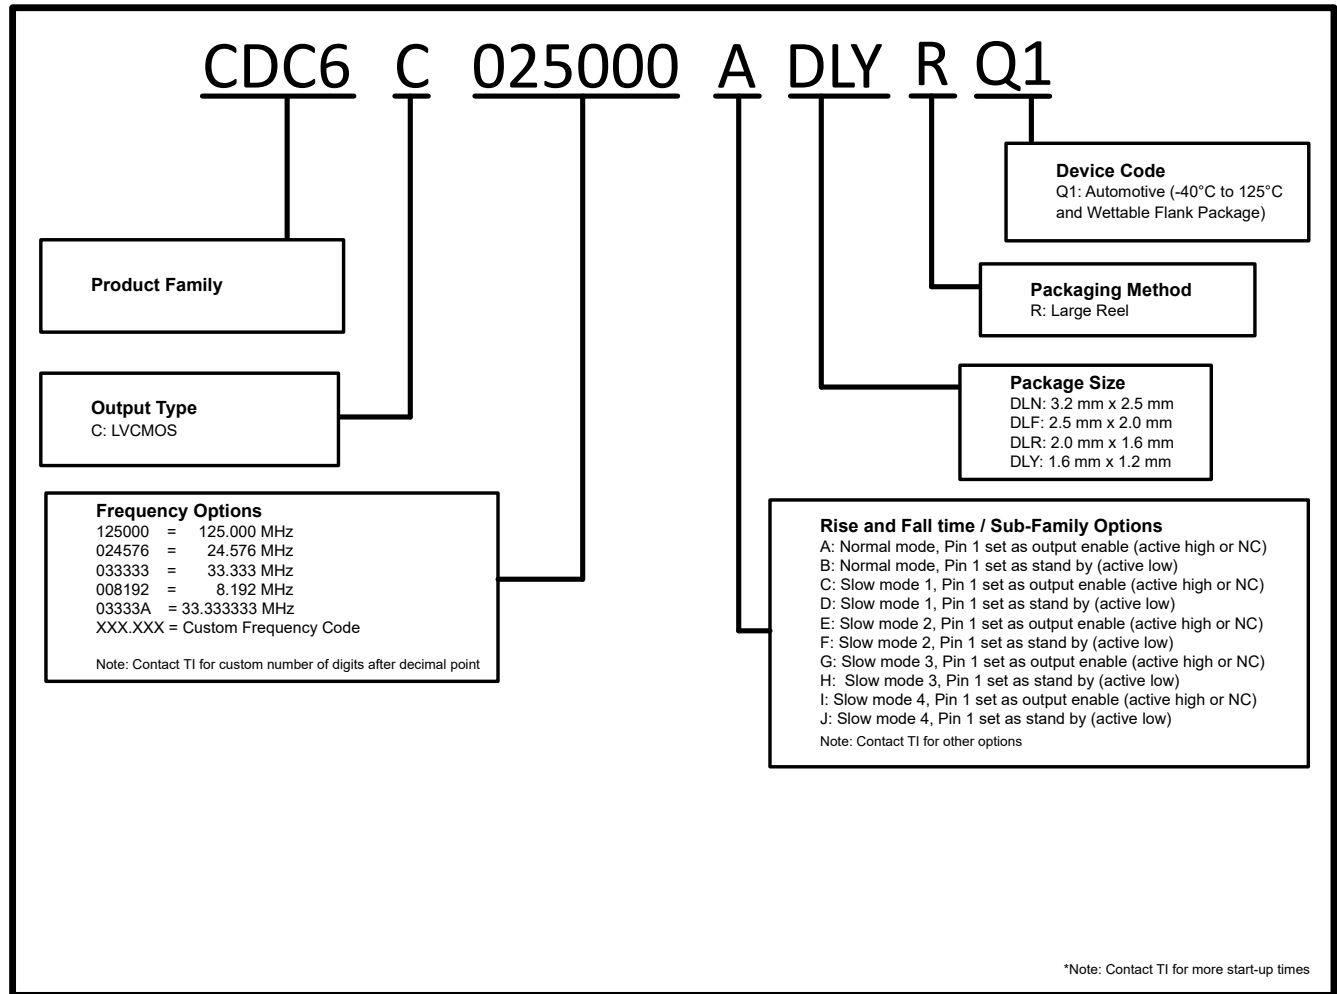 CDC6 C 025000 A DLY R Q1
Device Code
Q1: Automotive (-40°C to 125°C
and Wettable Flank Package)
Product Family
Packaging Method
R: Large Reel
Output Type
C: LVCMOS
Package Size
DLN: 3.2 mm x 2.5 mm
DLF: 2.5 mm x 2.0 mm
DLR: 2.0 mm x 1.6 mm
DLY: 1.6 mm x 1.2 mm
Frequency Options
125000 = 125.000 MHz
024576 = 24.576 MHz
033333 = 33.333 MHz
008192 = 8.192 MHz
03333A = 33.333333 MHz
XXX.XXX = Custom Frequency Code
Note: Contact TI for custom number of digits after decimal point
Rise and Fall time / Sub-Family Options
A: Normal mode, Pin 1 set as output enable (active high or NC)
B: Normal mode, Pin 1 set as stand by (active low)
C: Slow mode 1, Pin 1 set as output enable (active high or NC)
D: Slow mode 1, Pin 1 set as stand by (active low)
E: Slow mode 2, Pin 1 set as output enable (active high or NC)
F: Slow mode 2, Pin 1 set as stand by (active low)
G: Slow mode 3, Pin 1 set as output enable (active high or NC)
H: Slow mode 3, Pin 1 set as stand by (active low)
I: Slow mode 4, Pin 1 set as output enable (active high or NC)
J: Slow mode 4, Pin 1 set as stand by (active low)
Note: Contact TI for other options
*Note: Contact TI for more start-up times